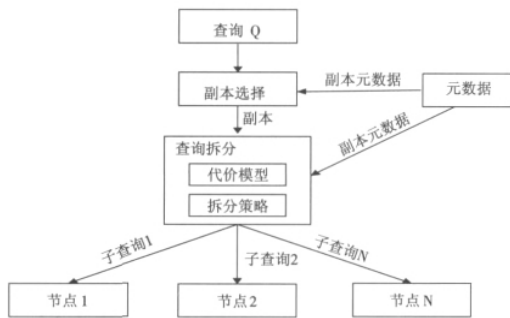 查询 Q
副本元数据
副本选择
元数据
副本
副本元数据
查询拆分
代价模型
拆分策略
子查询1
子查询2
子查询N
节点1
节点2
节点N